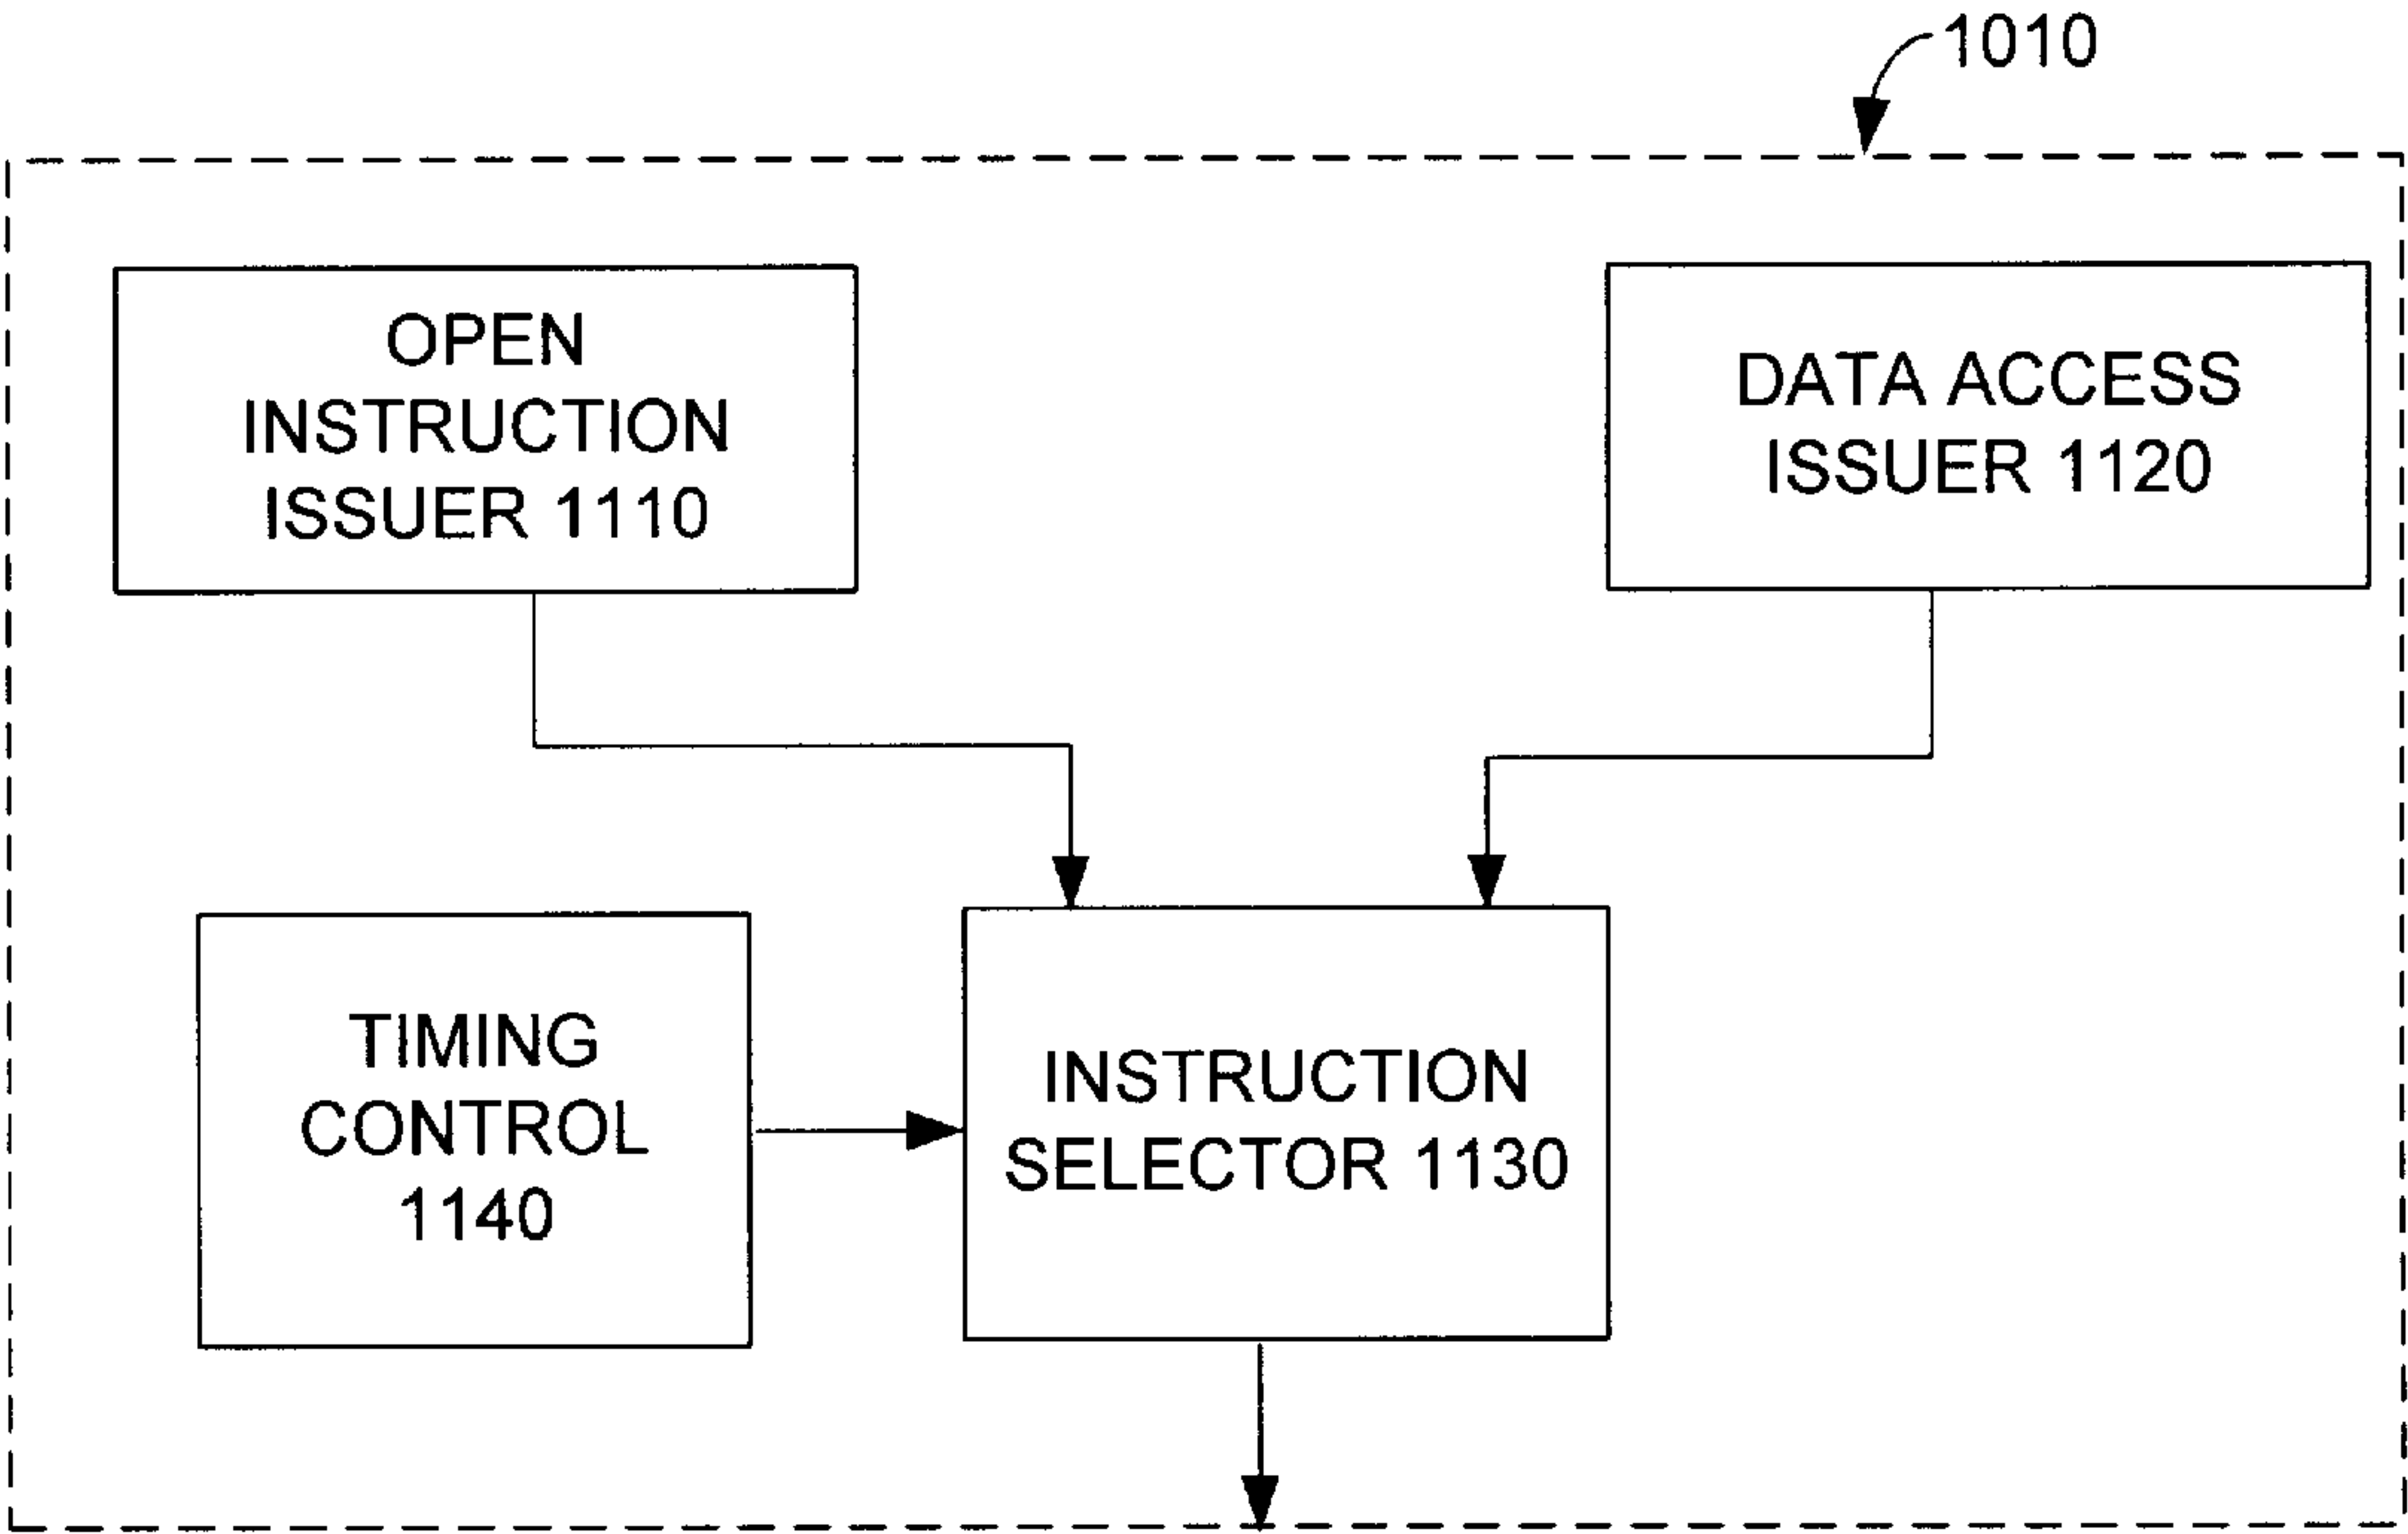 1010
OPEN
INSTRUCTION
ISSUER 1110
DATA ACCESS
ISSUER 1120
TIMING
CONTROL
1140
INSTRUCTION
SELECTOR 1130